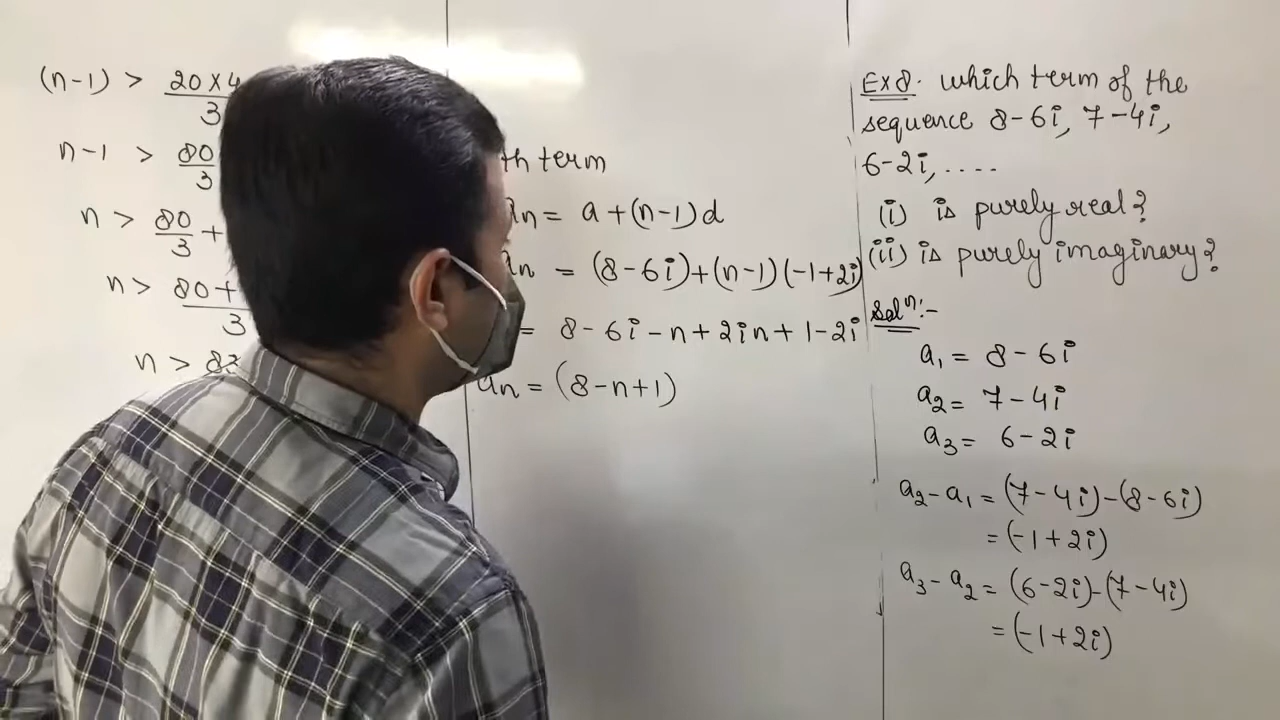 (n-1) > 20×4/3
n-1 > 80/3
n > 80/3 +
n > 80+/3
n >
th term
an = a+(n-1)d
an = (8-6i)+(n-1)(-1+2i)
= 8-6i-n+2in+1-2i
an = (8-n+1)
Ex8. which term of the
sequence 8-6i, 7-4i,
6-2i, ....
(i) is purely real?
(ii) is purely imaginary?
Solⁿ:-
a₁ = 8-6i
a₂ = 7-4i
a₃ = 6-2i
a₂-a₁ = (7-4i)-(8-6i)
= (-1+2i)
a₃-a₂ = (6-2i)-(7-4i)
= (-1+2i)